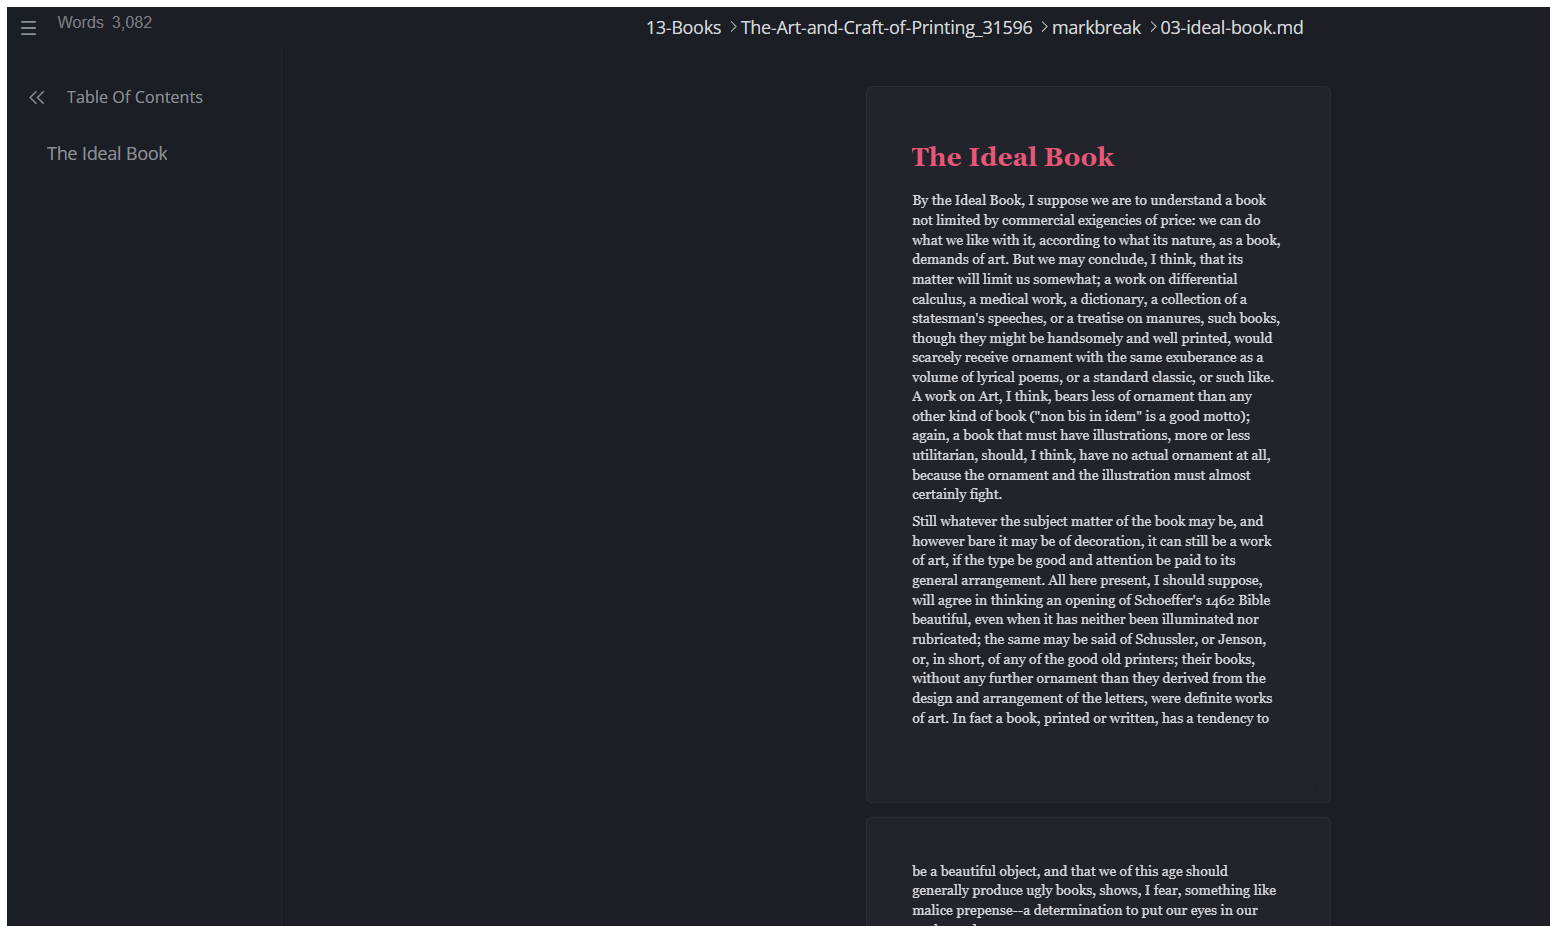 Words 3,082
13-Books > The-Art-and-Craft-of-Printing_31596 > markbreak > 03-ideal-book.md
Table Of Contents
The Ideal Book
The Ideal Book
By the Ideal Book, I suppose we are to understand a book
not limited by commercial exigencies of price: we can do
what we like with it, according to what its nature, as a book,
demands of art. But we may conclude, I think, that its
matter will limit us somewhat; a work on differential
calculus, a medical work, a dictionary, a collection of a
statesman's speeches, or a treatise on manures, such books,
though they might be handsomely and well printed, would
scarcely receive ornament with the same exuberance as a
volume of lyrical poems, or a standard classic, or such like.
A work on Art, I think, bears less of ornament than any
other kind of book ("non bis in idem" is a good motto);
again, a book that must have illustrations, more or less
utilitarian, should, I think, have no actual ornament at all,
because the ornament and the illustration must almost
certainly fight.
Still whatever the subject matter of the book may be, and
however bare it may be of decoration, it can still be a work
of art, if the type be good and attention be paid to its
general arrangement. All here present, I should suppose,
will agree in thinking an opening of Schoeffer's 1462 Bible
beautiful, even when it has neither been illuminated nor
rubricated; the same may be said of Schussler, or Jenson,
or, in short, of any of the good old printers; their books,
without any further ornament than they derived from the
design and arrangement of the letters, were definite works
of art. In fact a book, printed or written, has a tendency to
be a beautiful object, and that we of this age should
generally produce ugly books, shows, I fear, something like
malice prepense--a determination to put our eyes in our